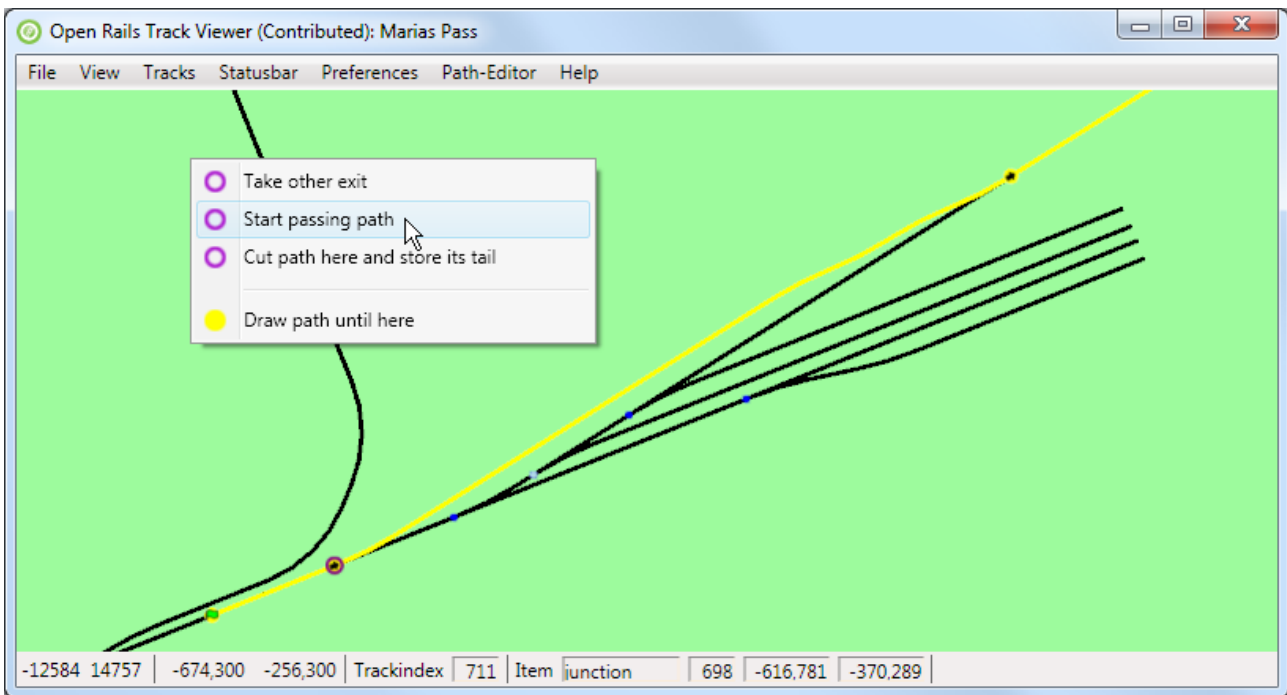 Open Rails Track Viewer (Contributed): Marias Pass
File View Tracks Statusbar Preferences Path-Editor Help
Take other exit
Start passing path
Cut path here and store its tail
Draw path until here
-12584 14757 -674,300 -256,300 Trackindex 711 Item junction 698 -616,781 -370,289